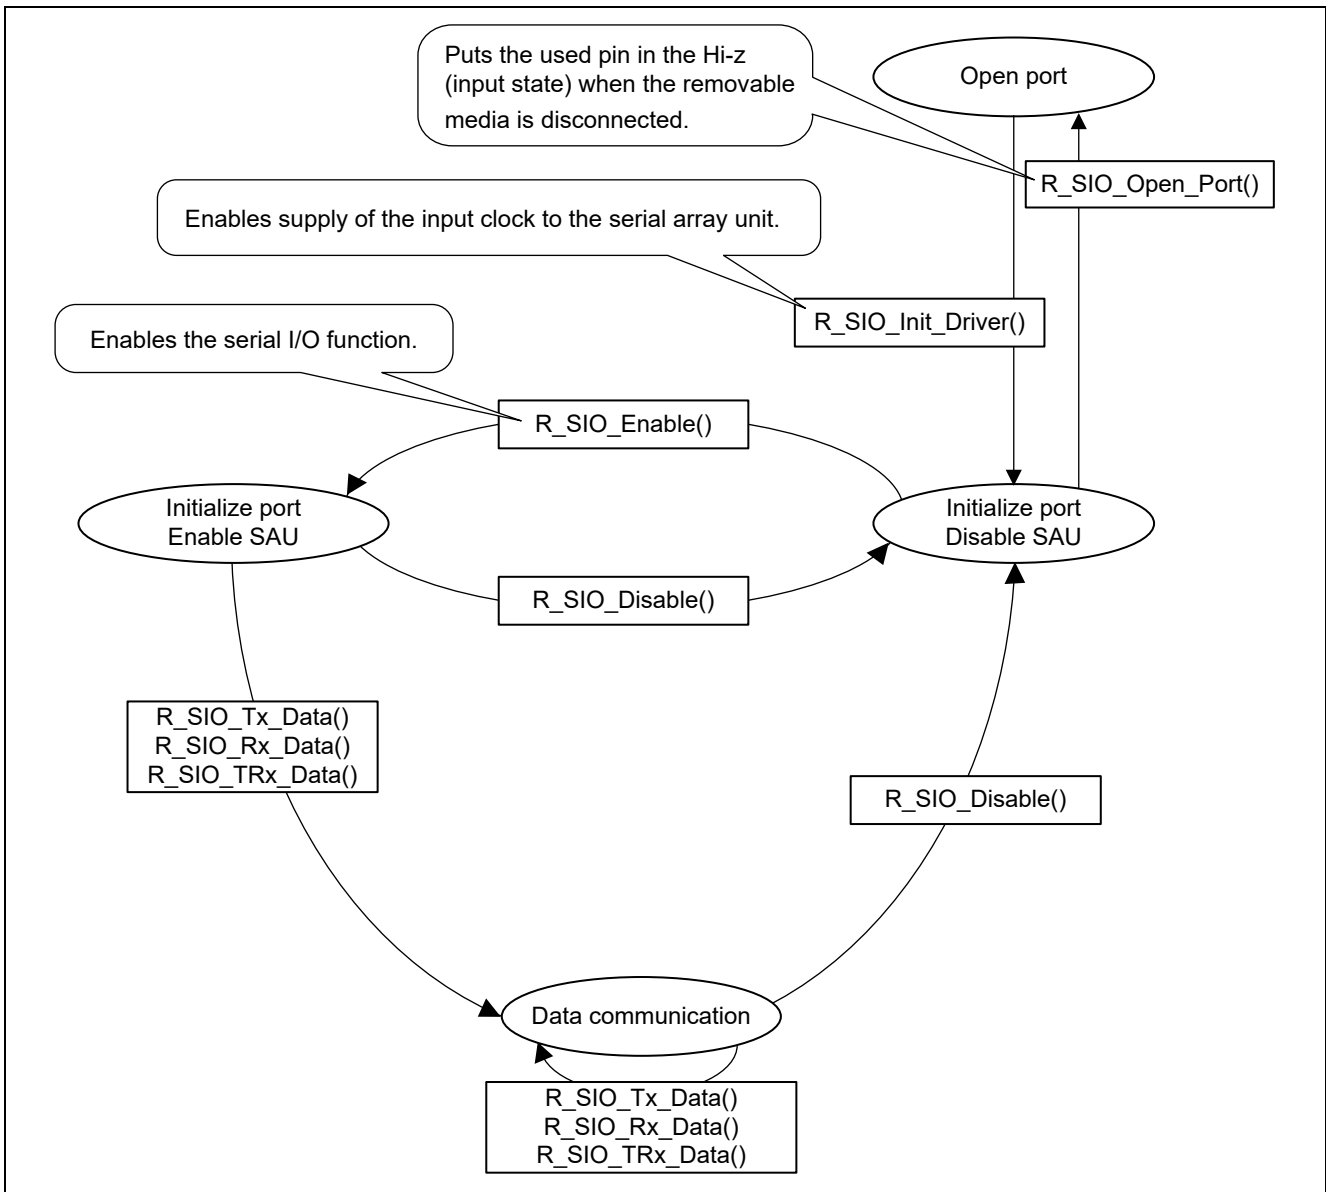 Puts the used pin in the Hi-z
(input state) when the removable
media is disconnected.
Open port
R_SIO_Open_Port()
Enables supply of the input clock to the serial array unit.
R_SIO_Init_Driver()
Enables the serial I/O function.
R_SIO_Enable()
Initialize port
Enable SAU
Initialize port
Disable SAU
R_SIO_Disable()
R_SIO_Tx_Data()
R_SIO_Rx_Data()
R_SIO_TRx_Data()
R_SIO_Disable()
Data communication
R_SIO_Tx_Data()
R_SIO_Rx_Data()
R_SIO_TRx_Data()